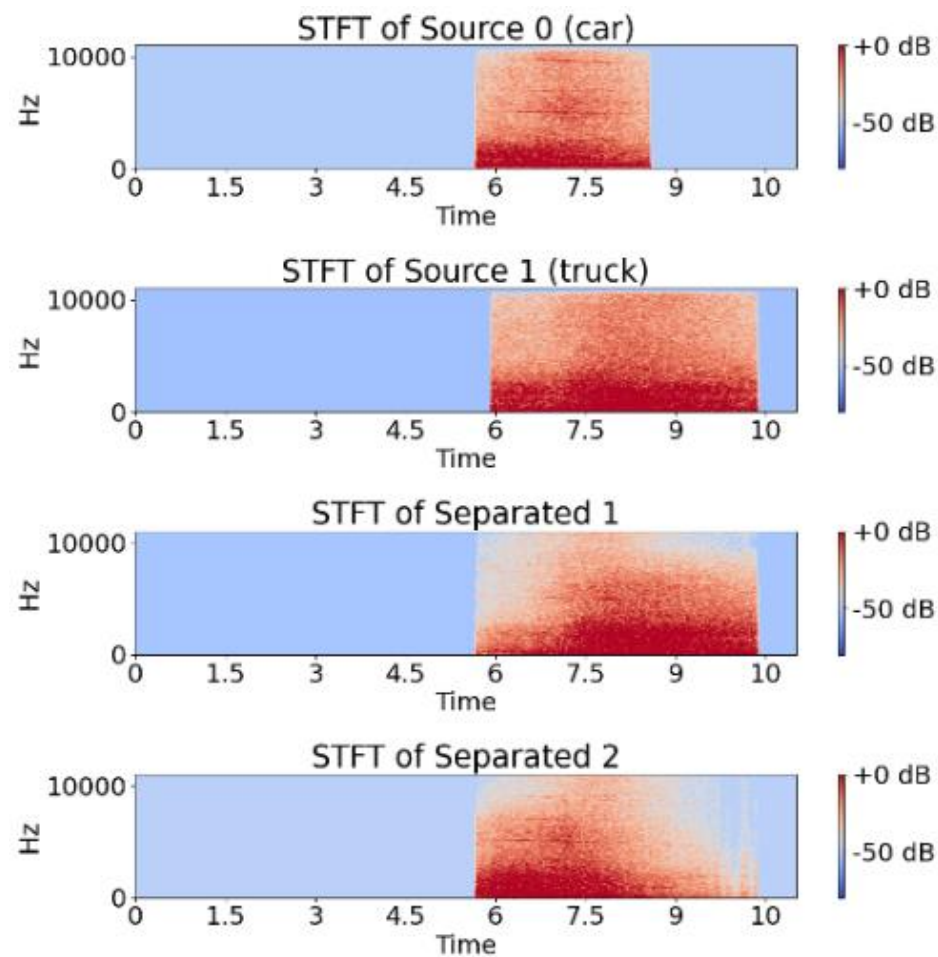 STFT of Source 0 (car)
10000
Hz
0
0 1.5 3 4.5 6 7.5 9 10
Time
+0 dB
-50 dB
STFT of Source 1 (truck)
10000
Hz
0
0 1.5 3 4.5 6 7.5 9 10
Time
+0 dB
-50 dB
STFT of Separated 1
10000
Hz
0
0 1.5 3 4.5 6 7.5 9 10
Time
+0 dB
-50 dB
STFT of Separated 2
10000
Hz
0
0 1.5 3 4.5 6 7.5 9 10
Time
+0 dB
-50 dB